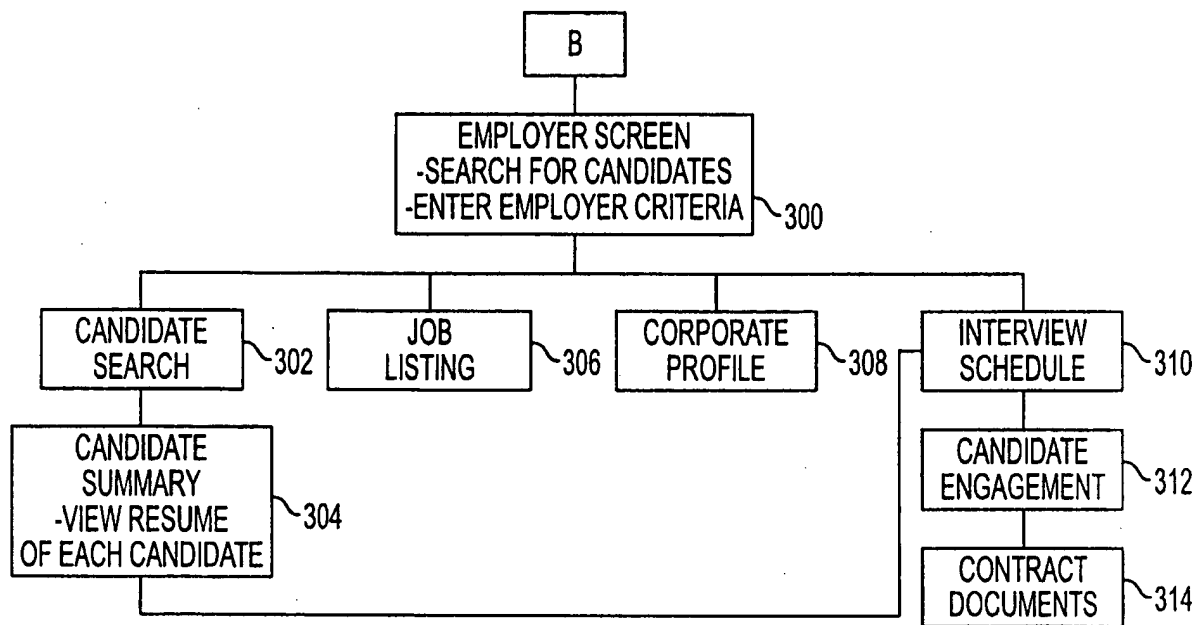 B
EMPLOYER SCREEN
-SEARCH FOR CANDIDATES
-ENTER EMPLOYER CRITERIA
300
CANDIDATE
SEARCH
302
JOB
LISTING
306
CORPORATE
PROFILE
308
INTERVIEW
SCHEDULE
310
CANDIDATE
SUMMARY
-VIEW RESUME
OF EACH CANDIDATE
304
CANDIDATE
ENGAGEMENT
312
CONTRACT
DOCUMENTS
314